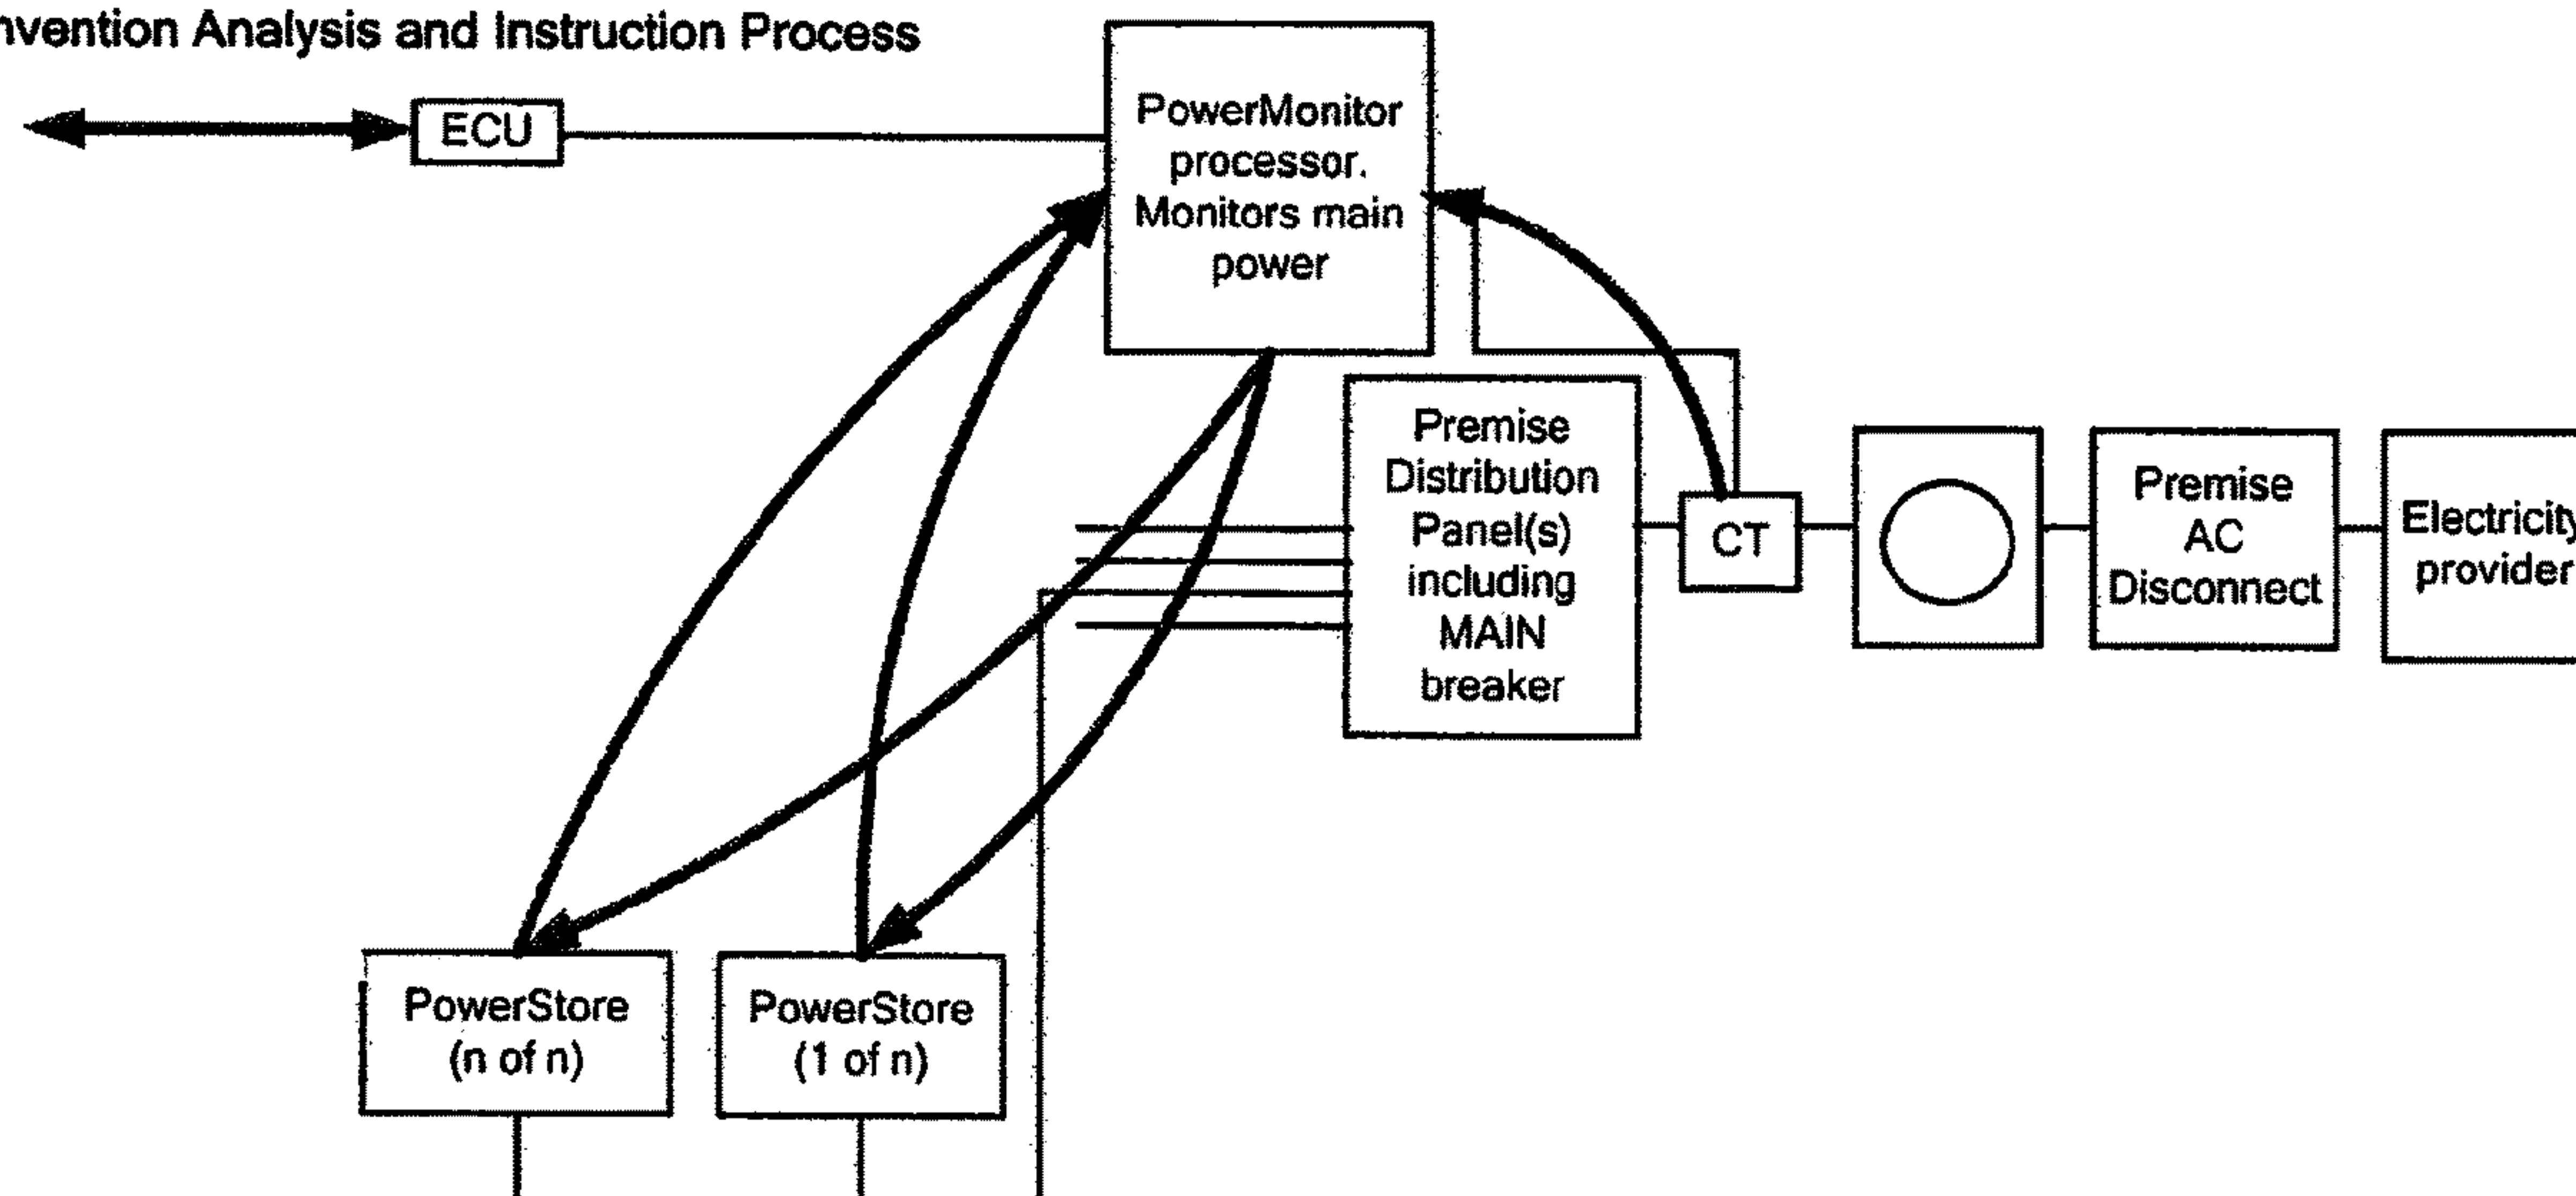 nvention Analysis and Instruction Process
ECU
PowerMonitor
processor.
Monitors main
power
Premise
Distribution
Panel(s)
including
MAIN
breaker
CT
Premise
AC
Disconnect
Electricity
provider
PowerStore
(n of n)
PowerStore
(1 of n)